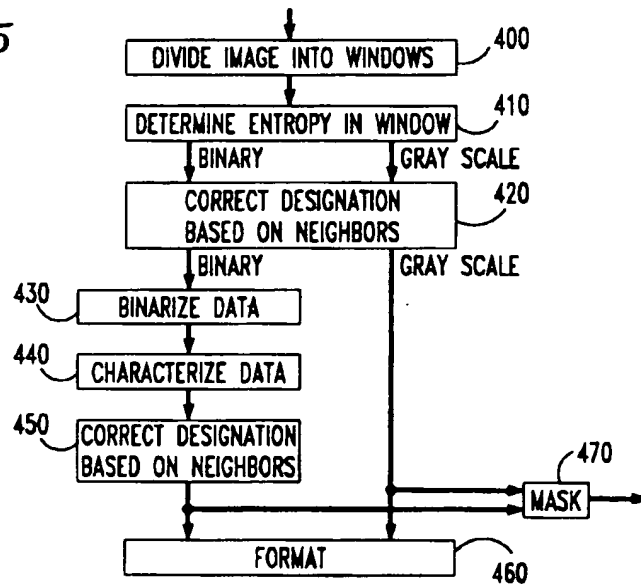 5
400
DIVIDE IMAGE INTO WINDOWS
410
DETERMINE ENTROPY IN WINDOW
BINARY GRAY SCALE
420
CORRECT DESIGNATION
BASED ON NEIGHBORS
BINARY GRAY SCALE
430
BINARIZE DATA
440
CHARACTERIZE DATA
450
CORRECT DESIGNATION
BASED ON NEIGHBORS
470
MASK
FORMAT
460